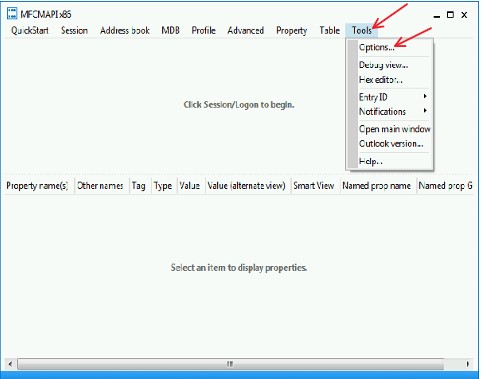 MFCMAPI x86
QuickStart Session Address book MDB Profile Advanced Property Table Tools
Options...
Debug view...
Hex editor...
Entry ID
Notifications
Open main window
Outlook version...
Help...
Click Session/Logon to begin.
Property name(s) Other names Tag Type Value Value (alternate view) Smart View Named prop name Named prop G
Select an item to display properties.